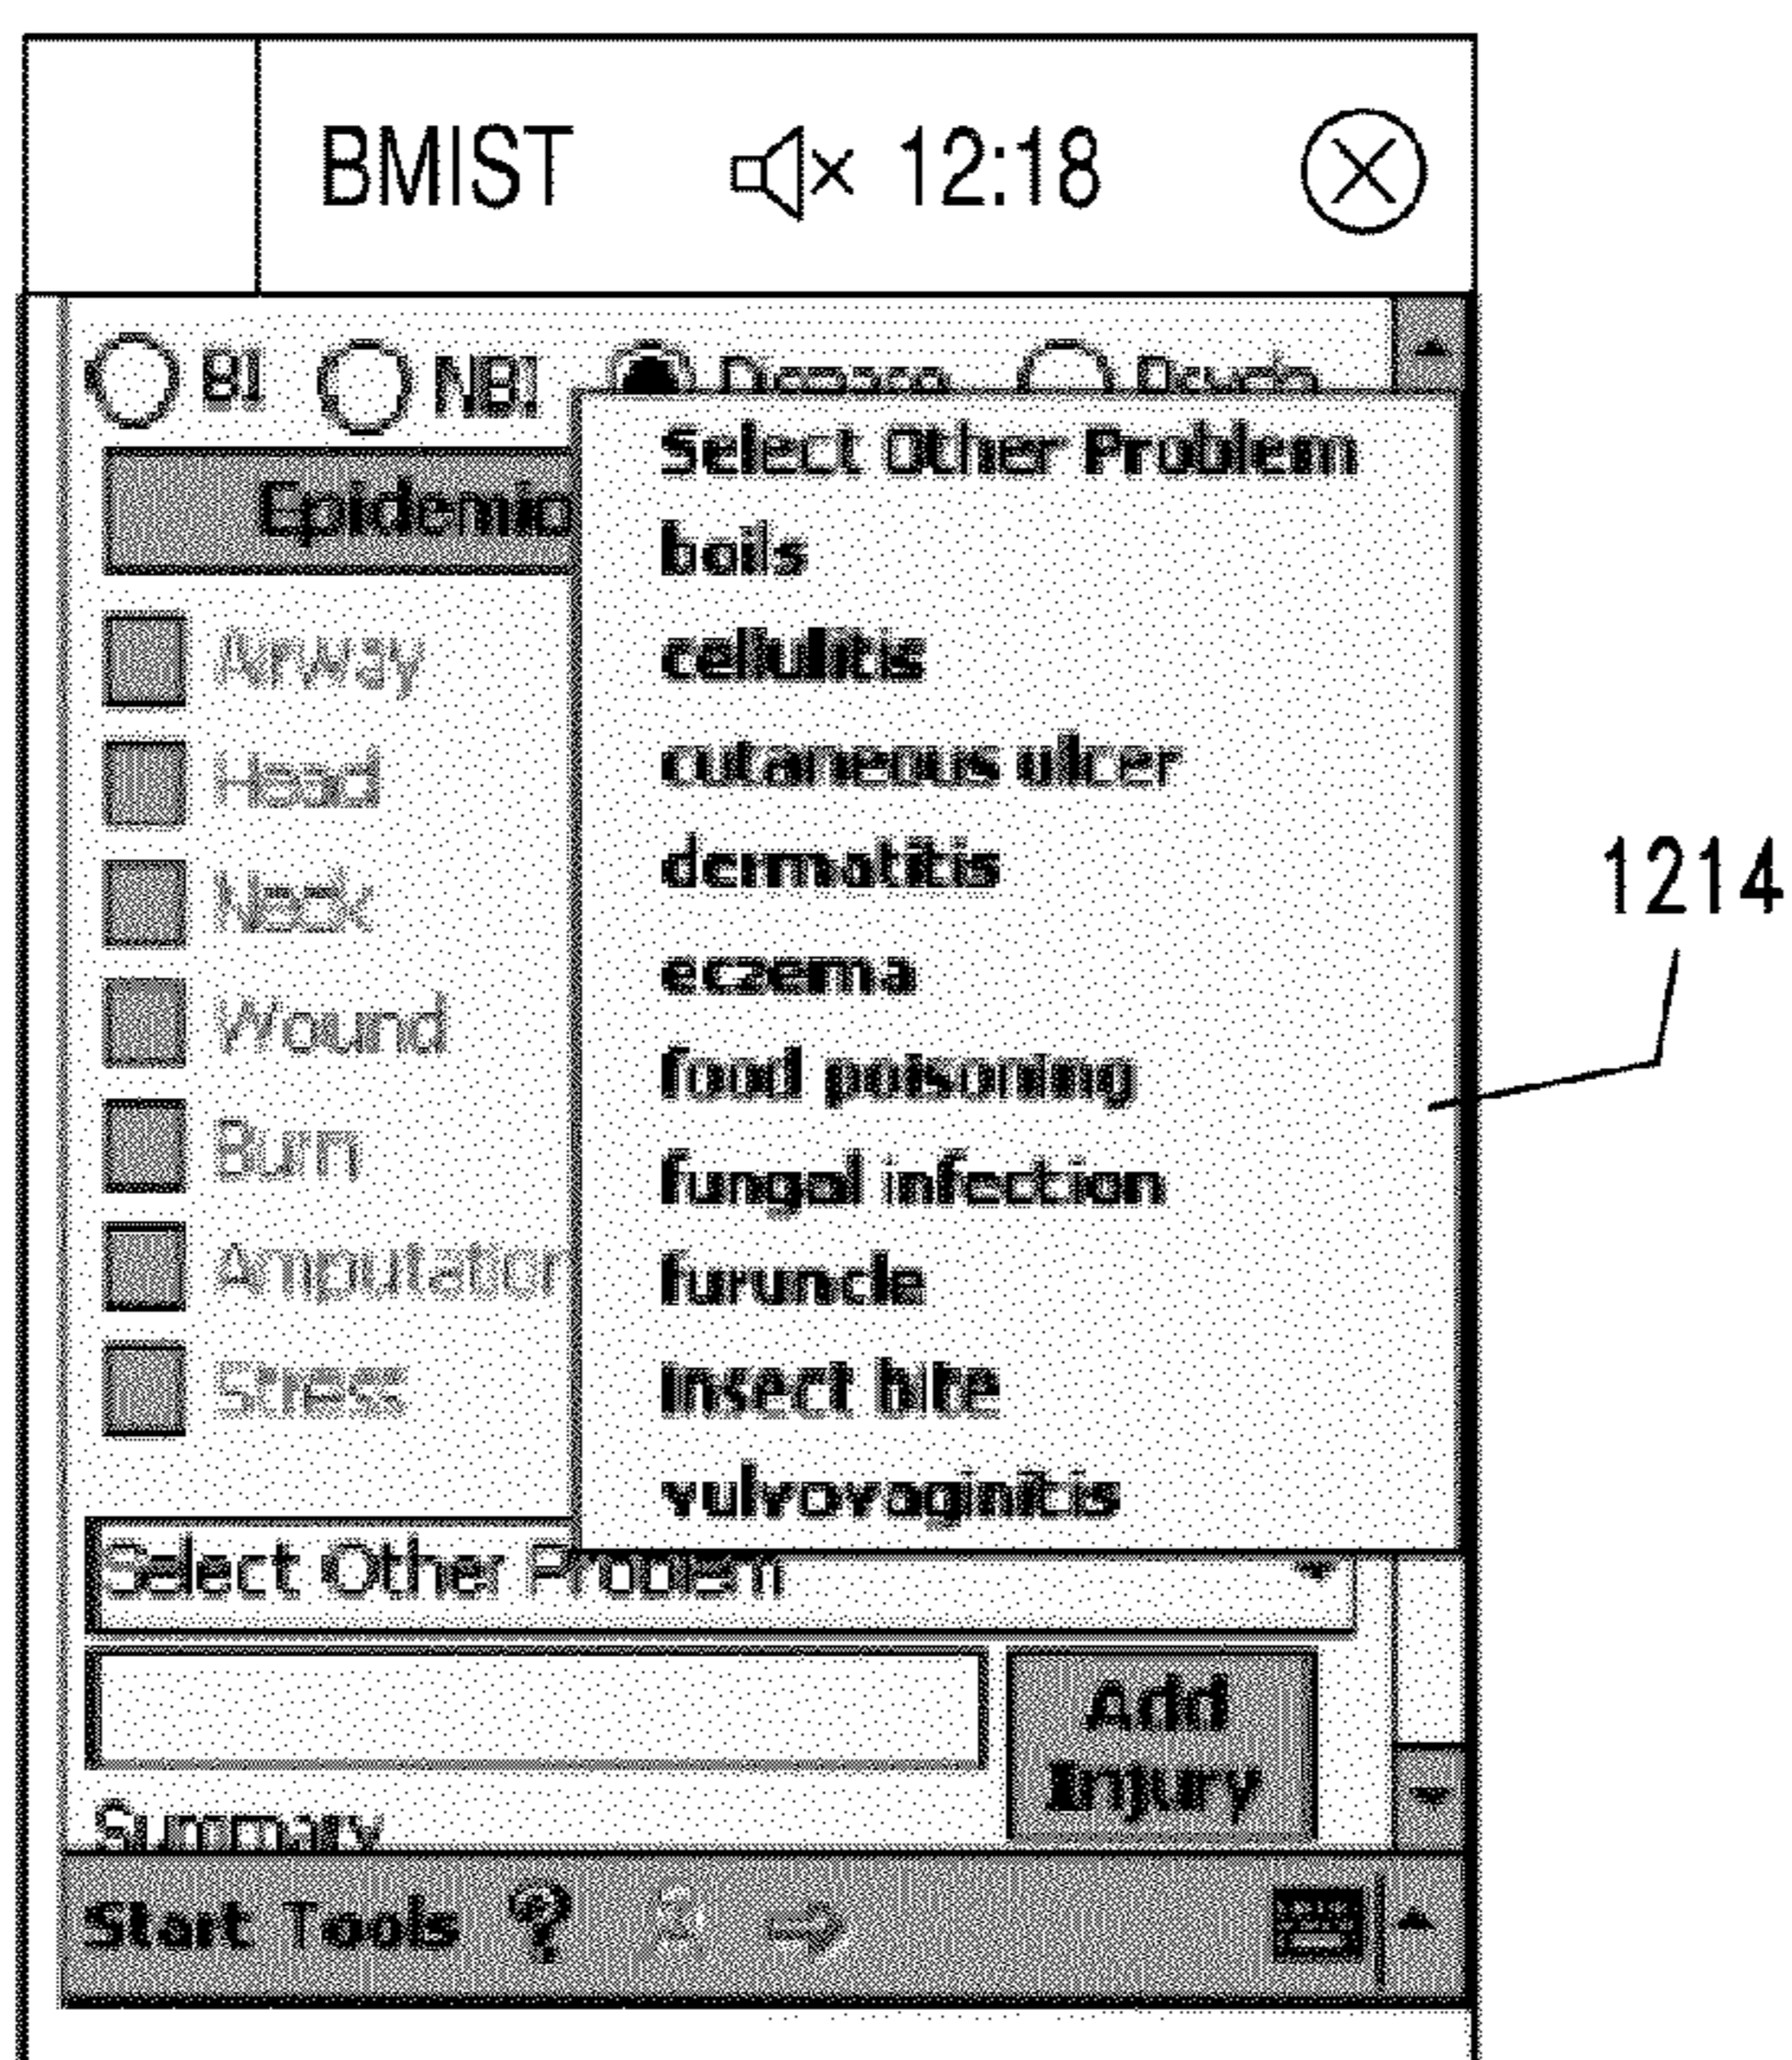 BMIST 12:18
BI NBI Disease
Epidemio
Select Other Problem
boils
cellulitis
cutaneous ulcer
dermatitis
eczema
food poisoning
fungal infection
furuncle
insect bite
vulvovaginitis
Airway
Head
Neck
Wound
Burn
Amputation
Stress
Select Other Problem
Add
Injury
Summary
Start Tools ?
1214